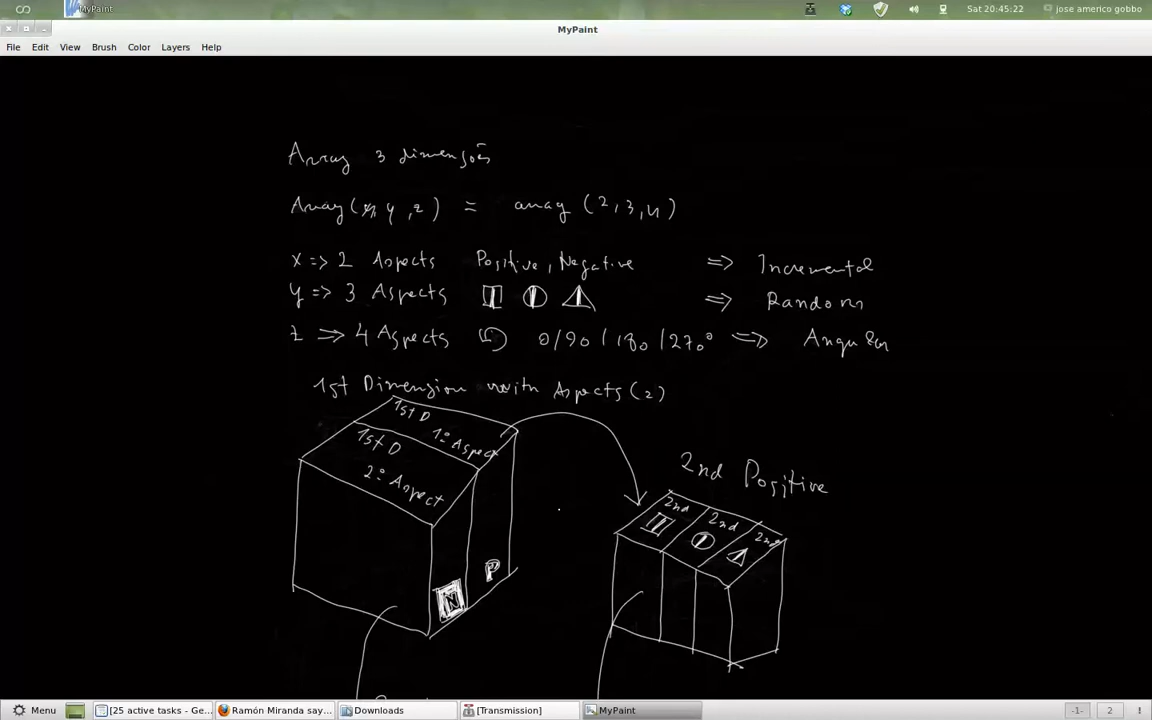 MyPaint
Sat 20:45:22
jose americo gobbo
MyPaint
File Edit View Brush Color Layers Help
Array 3 dimensões
Array(x, y, z) = array (2,3,4)
x => 2 Aspects Positive, Negative => Incremental
y => 3 Aspects => Random
z => 4 Aspects 0/90/180/270° => Angular
1st Dimension with Aspects (2)
1st D
1º Aspect
1st D
2º Aspect
N
P
2nd Positive
2nd
2nd
2nd
Menu [25 active tasks - Ge... Ramón Miranda say... Downloads [Transmission] MyPaint -1- 2